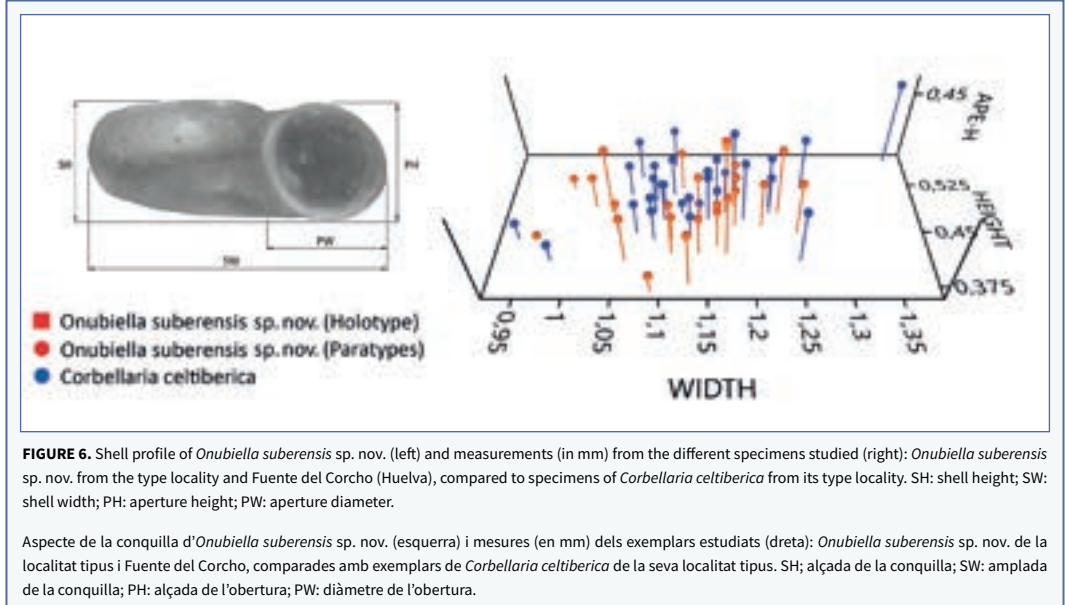 SH
PH
PW
SW
Onubiella suberensis sp. nov. (Holotype)
Onubiella suberensis sp. nov. (Paratypes)
Corbellaria celtiberica
0,45
APE-H
0,525
HEIGHT
0,45
0,375
0,95
1
1,05
1,1
1,15
1,2
1,25
1,3
1,35
WIDTH
FIGURE 6. Shell profile of Onubiella suberensis sp. nov. (left) and measurements (in mm) from the different specimens studied (right): Onubiella suberensis
sp. nov. from the type locality and Fuente del Corcho (Huelva), compared to specimens of Corbellaria celtiberica from its type locality. SH: shell height; SW:
shell width; PH: aperture height; PW: aperture diameter.
Aspecte de la conquilla d’Onubiella suberensis sp. nov. (esquerra) i mesures (en mm) dels exemplars estudiats (dreta): Onubiella suberensis sp. nov. de la
localitat tipus i Fuente del Corcho, comparades amb exemplars de Corbellaria celtiberica de la seva localitat tipus. SH; alçada de la conquilla; SW: amplada
de la conquilla; PH: alçada de l’obertura; PW: diàmetre de l’obertura.